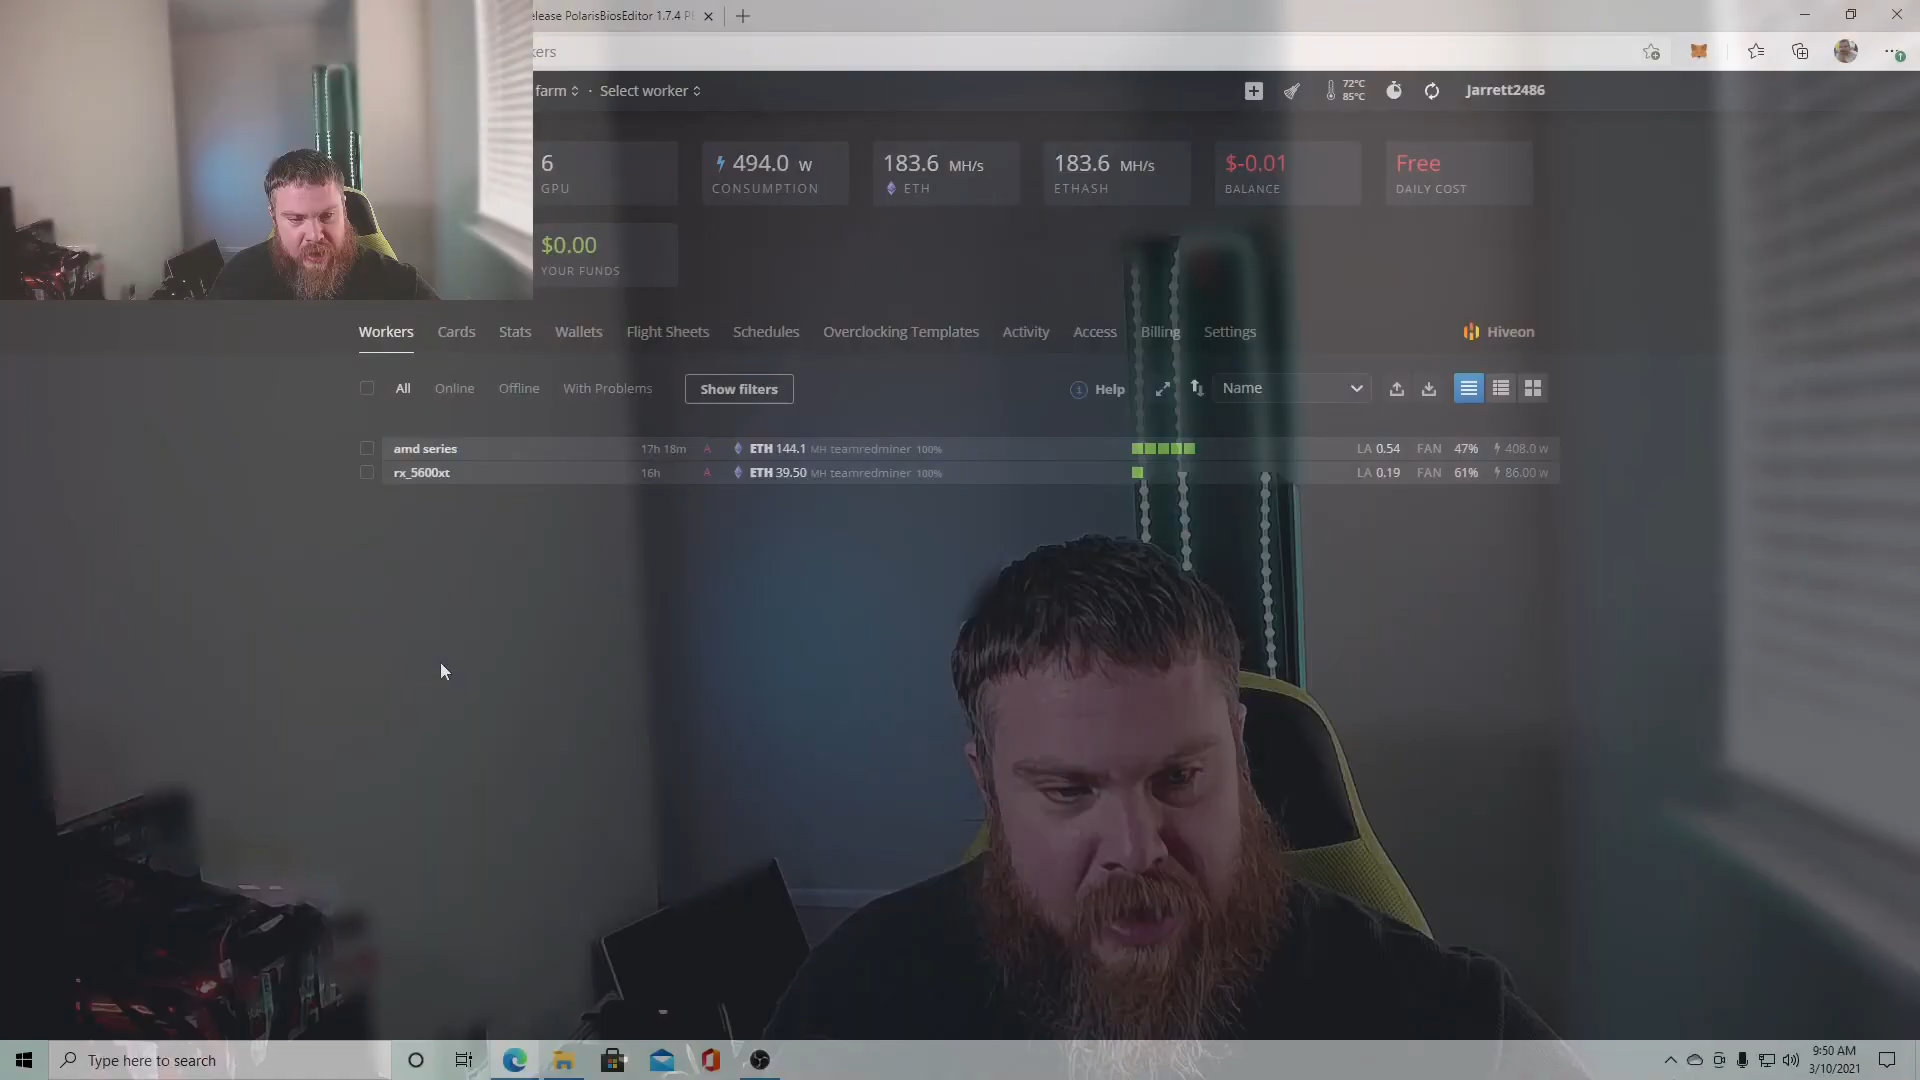 elease PolarisBiosEditor 1.7.4
kers
farm · Select worker
72°C
85°C
Jarrett2486
6
GPU
494.0 W
CONSUMPTION
183.6 MH/s
ETH
183.6 MH/s
ETHASH
$-0.01
BALANCE
Free
DAILY COST
$0.00
YOUR FUNDS
Workers Cards Stats Wallets Flight Sheets Schedules Overclocking Templates Activity Access Billing Settings Hiveon
All Online Offline With Problems Show filters Help Name
amd series 17h 18m A ETH 144.1 MH teamredminer 100% LA 0.54 FAN 47% 408.0 W
rx_5600xt 16h A ETH 39.50 MH teamredminer 100% LA 0.19 FAN 61% 86.00 W
Type here to search
9:50 AM
3/10/2021